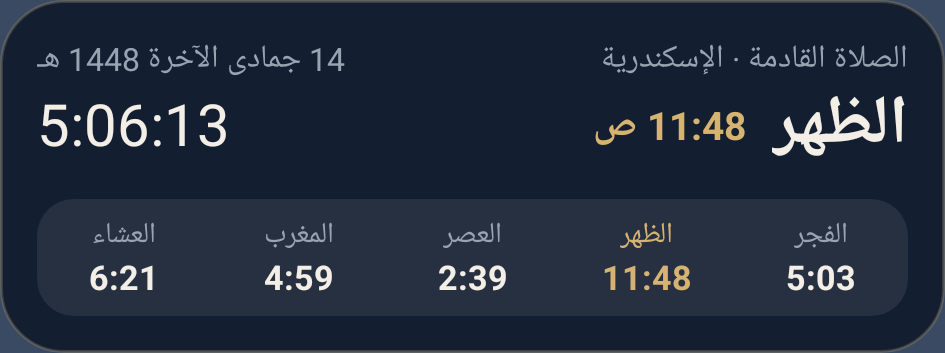 الصلاة القادمة · الإسكندرية
14 جمادى الآخرة 1448 هـ
الظهر 11:48 ص
5:06:13
الفجر الظهر العصر المغرب العشاء
5:03 11:48 2:39 4:59 6:21